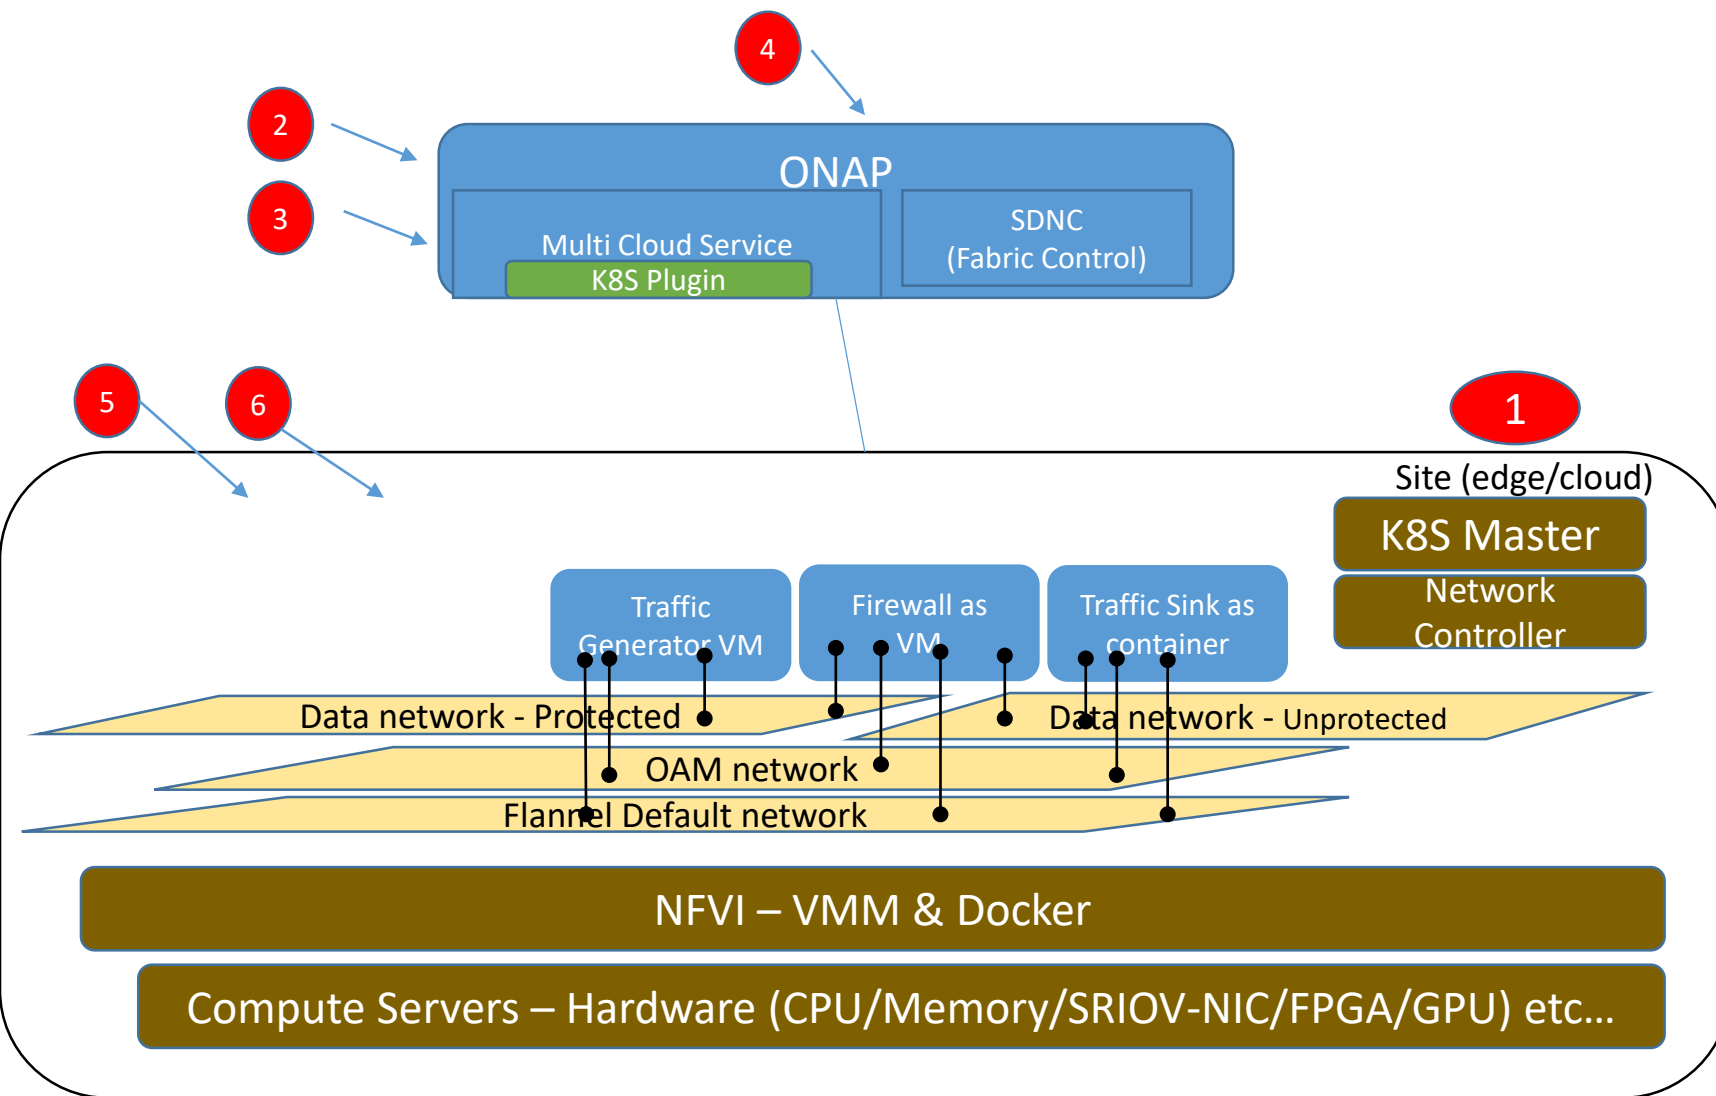 4
2
ONAP
3
SDNC
(Fabric Control)
Multi Cloud Service
K8S Plugin
5
6
1
Site (edge/cloud)
K8S Master
Network
Controller
Traffic
Generator VM
Firewall as
VM
Traffic Sink as
container
Data network - Protected
Data network - Unprotected
OAM network
Flannel Default network
NFVI – VMM & Docker
Compute Servers – Hardware (CPU/Memory/SRIOV-NIC/FPGA/GPU) etc...